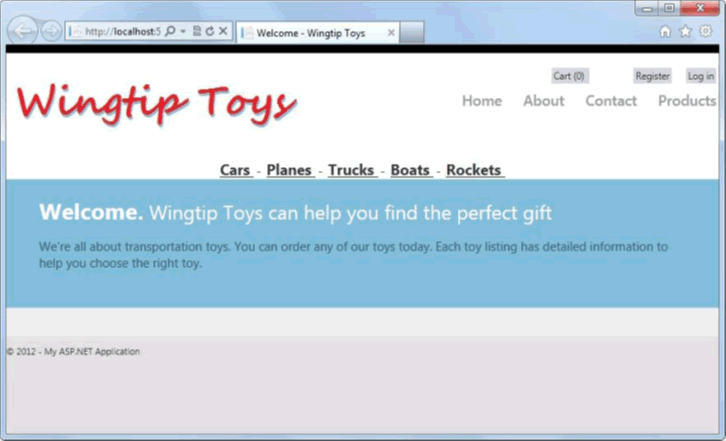 http://localhost:5
Welcome - Wingtip Toys
Cart (0) Register Log in
Wingtip Toys
Home About Contact Products
Cars - Planes - Trucks - Boats - Rockets
Welcome. Wingtip Toys can help you find the perfect gift
We're all about transportation toys. You can order any of our toys today. Each toy listing has detailed information to
help you choose the right toy.
© 2012 - My ASP.NET Application